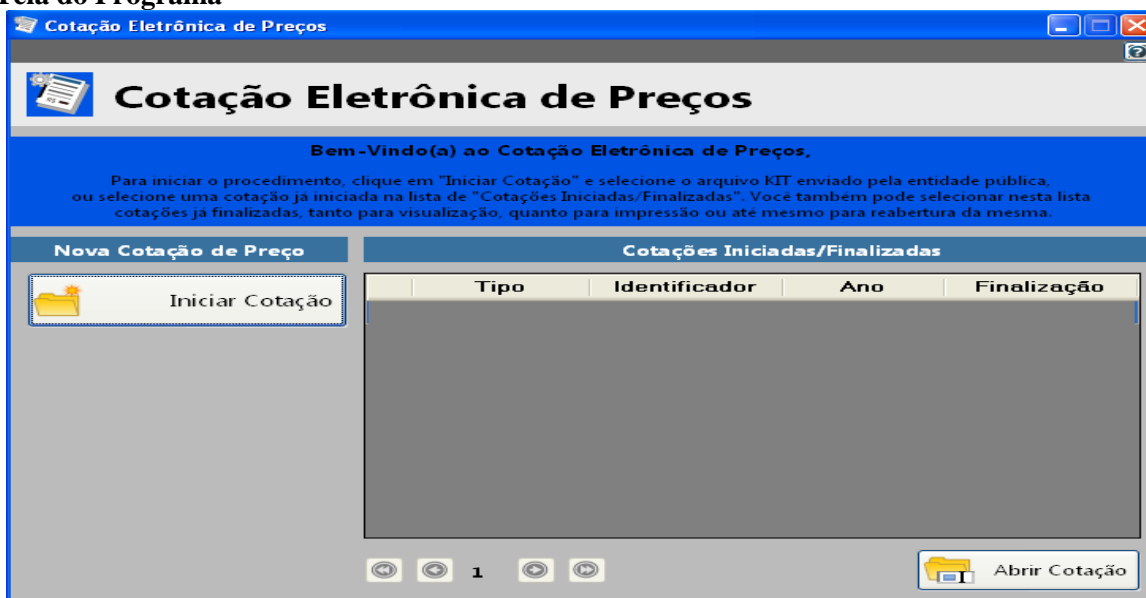 Tela do Programa
Cotação Eletrônica de Preços
Cotação Eletrônica de Preços
Bem-Vindo(a) ao Cotação Eletrônica de Preços,
Para iniciar o procedimento, clique em "Iniciar Cotação" e selecione o arquivo KIT enviado pela entidade pública,
ou selecione uma cotação já iniciada na lista de "Cotações Iniciadas/Finalizadas". Você também pode selecionar nesta lista
cotações já finalizadas, tanto para visualização, quanto para impressão ou até mesmo para reabertura da mesma.
Nova Cotação de Preço
Cotações Iniciadas/Finalizadas
Iniciar Cotação
Tipo Identificador Ano Finalização
1
Abrir Cotação